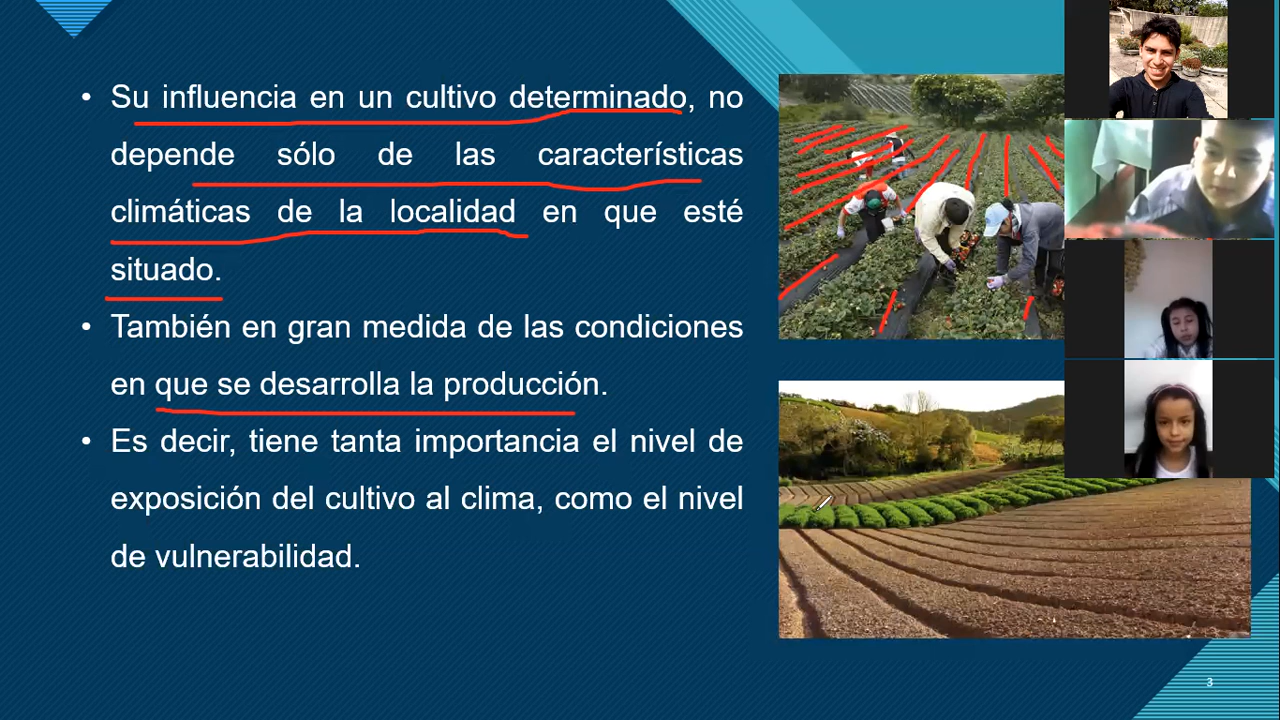 • Su influencia en un cultivo determinado, no
depende sólo de las características
climáticas de la localidad en que esté
situado.
• También en gran medida de las condiciones
en que se desarrolla la producción.
• Es decir, tiene tanta importancia el nivel de
exposición del cultivo al clima, como el nivel
de vulnerabilidad.
3